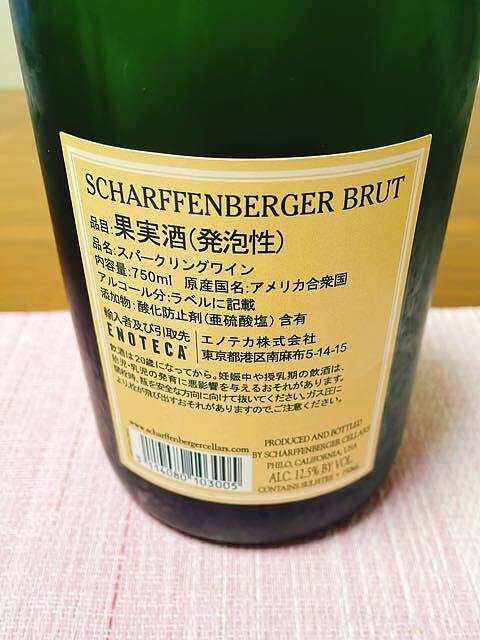 SCHARFFENBERGER BRUT
品目:果実酒(発泡性)
品名:スパークリングワイン
内容量:750ml 原産国名:アメリカ合衆国
アルコール分:ラベルに記載
添加物:酸化防止剤(亜硫酸塩)含有
輸入者及び引取先
ENOTECA
エノテカ株式会社
東京都港区南麻布5-14-15
飲酒は20歳になってから。妊娠中や授乳期の飲酒は、
胎児・乳児の発育に悪影響を与えるおそれがあります。
開栓時、瓶を安全な方向に向けて抜いてください。ガス圧に
より栓が飛び出すおそれがありますので、ご注意ください。
www.scharffenbergercellars.com
3 114080 103005
PRODUCED AND BOTTLED
BY SCHARFFENBERGER CELLARS
PHILO, CALIFORNIA, USA
ALC. 12.5% BY VOL.
CONTAINS SULFITES • 750ML